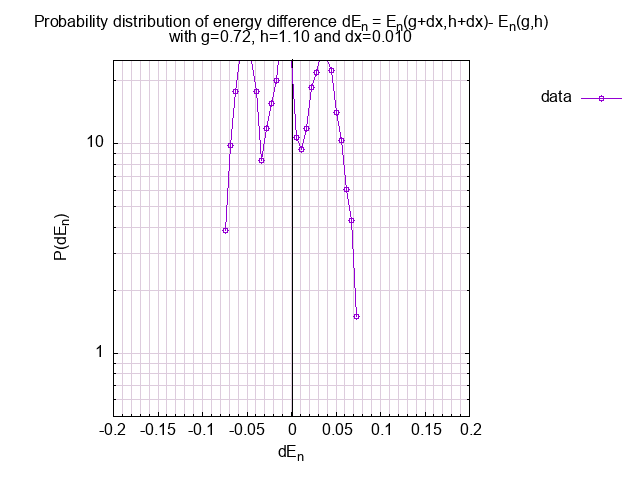 Probability distribution of energy difference dEn = En(g+dx,h+dx)- En(g,h)
with g=0.72, h=1.10 and dx=0.010
data
10
P(dEn)
1
-0.2 -0.15 -0.1 -0.05 0 0.05 0.1 0.15 0.2
dEn